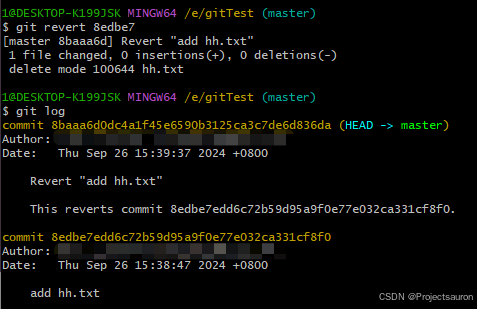 1@DESKTOP-K199JSK MINGW64 /e/gitTest (master)
$ git revert 8edbe7
[master 8baaa6d] Revert "add hh.txt"
 1 file changed, 0 insertions(+), 0 deletions(-)
 delete mode 100644 hh.txt
1@DESKTOP-K199JSK MINGW64 /e/gitTest (master)
$ git log
commit 8baaa6d0dc4a1f45e6590b3125ca3c7de6d836da (HEAD -> master)
Author:
Date:   Thu Sep 26 15:39:37 2024 +0800
    Revert "add hh.txt"
    This reverts commit 8edbe7edd6c72b59d95a9f0e77e032ca331cf8f0.
commit 8edbe7edd6c72b59d95a9f0e77e032ca331cf8f0
Author:
Date:   Thu Sep 26 15:38:47 2024 +0800
    add hh.txt
CSDN @Projectsauron